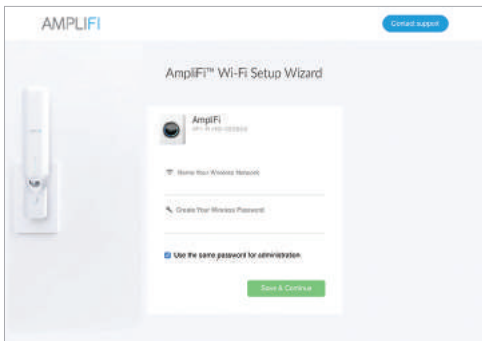 AMPLIFI
Contact support
AmpliFi™ Wi-Fi Setup Wizard
AmpliFi
Name Your Wireless Network
Create Your Wireless Password
Use the same password for administration
Save & Continue